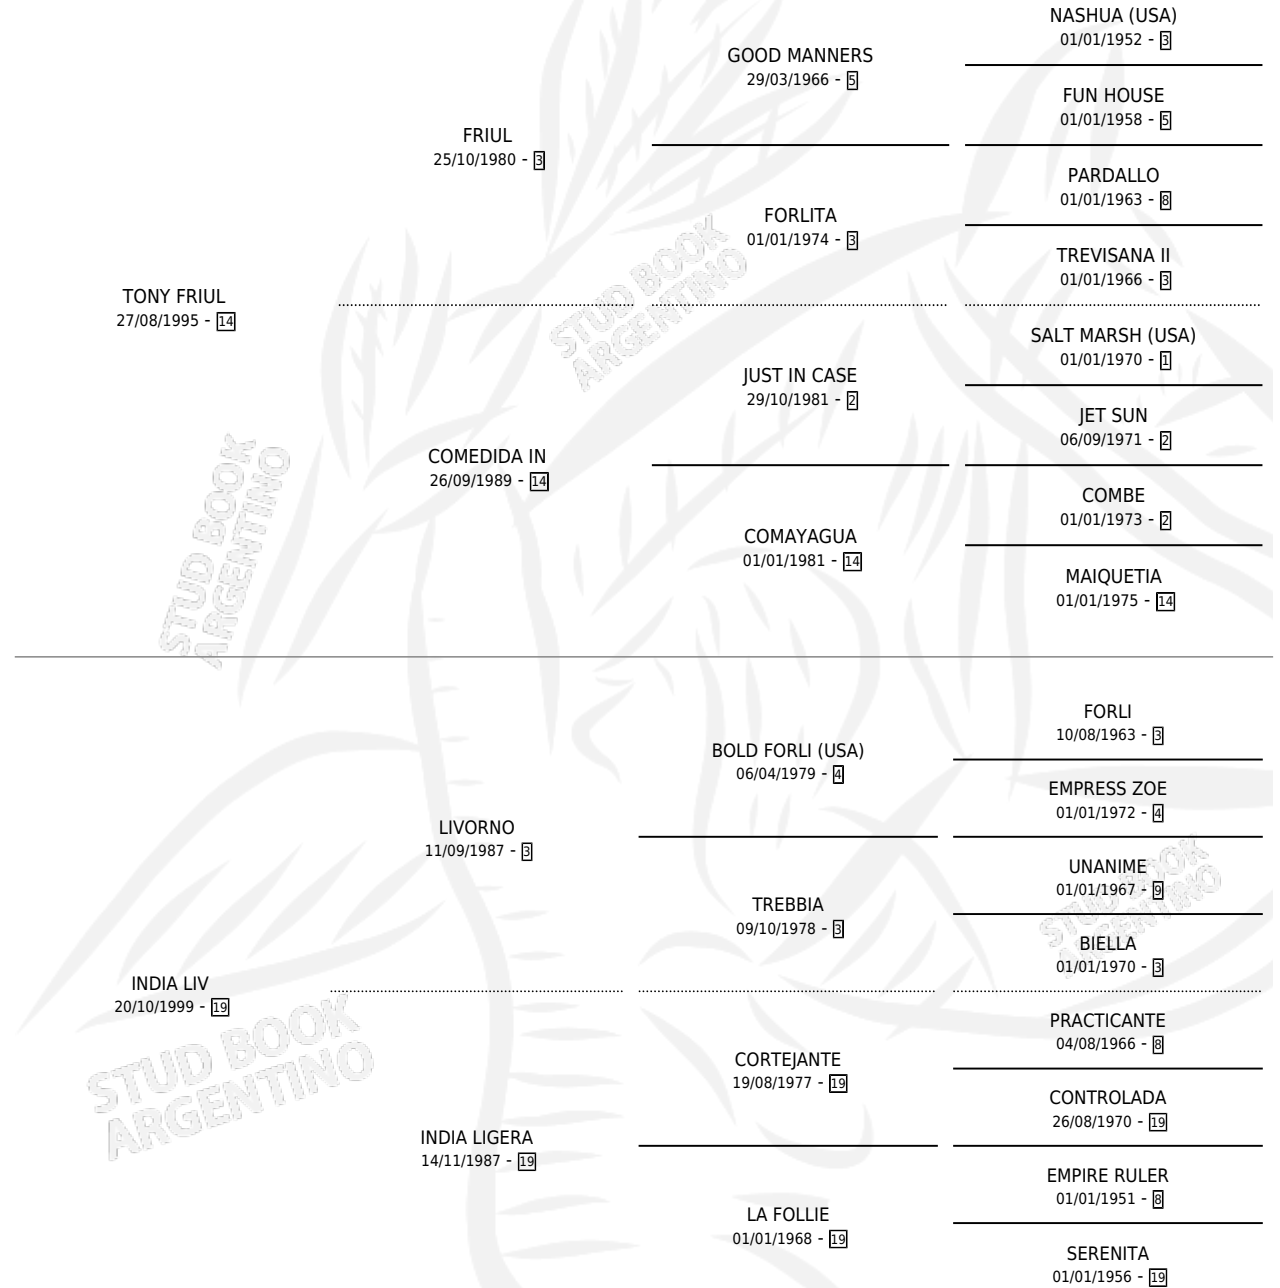 NASHUA (USA)
01/01/1952 - 3
GOOD MANNERS
29/03/1966 - 5
FUN HOUSE
01/01/1958 - 5
FRIUL
25/10/1980 - 3
PARDALLO
01/01/1963 - 8
FORLITA
01/01/1974 - 3
TREVISANA II
01/01/1966 - 3
STUD BOOK
ARGENTINO
TONY FRIUL
27/08/1995 - 14
SALT MARSH (USA)
01/01/1970 - 1
JUST IN CASE
29/10/1981 - 2
JET SUN
06/09/1971 - 2
COMEDIDA IN
26/09/1989 - 14
COMBE
01/01/1973 - 2
COMAYAGUA
01/01/1981 - 14
MAIQUETIA
01/01/1975 - 14
STUD BOOK
ARGENTINO
FORLI
10/08/1963 - 3
BOLD FORLI (USA)
06/04/1979 - 4
EMPRESS ZOE
01/01/1972 - 4
LIVORNO
11/09/1987 - 3
UNANIME
01/01/1967 - 9
TREBBIA
09/10/1978 - 3
BIELLA
01/01/1970 - 3
STUD BOOK
ARGENTINO
INDIA LIV
20/10/1999 - 19
PRACTICANTE
04/08/1966 - 8
CORTEJANTE
19/08/1977 - 19
CONTROLADA
26/08/1970 - 19
STUD BOOK
ARGENTINO
INDIA LIGERA
14/11/1987 - 19
EMPIRE RULER
01/01/1951 - 8
LA FOLLIE
01/01/1968 - 19
SERENITA
01/01/1956 - 19